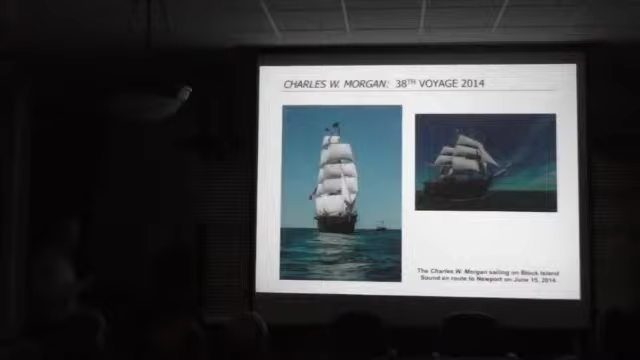 CHARLES W. MORGAN: 38TH VOYAGE 2014
The Charles W. Morgan sailing on Block Island
Sound en route to Newport on June 15, 2014